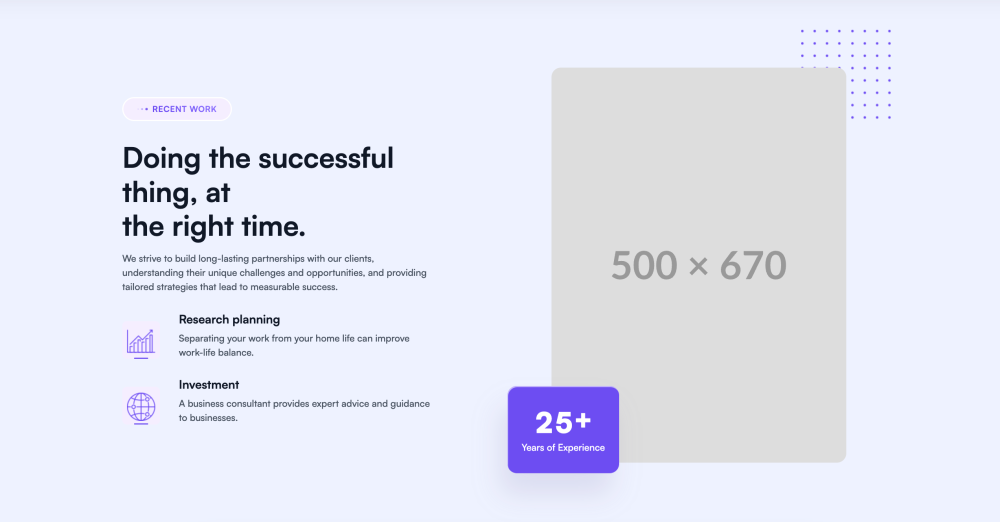 RECENT WORK
Doing the successful
thing, at
the right time.
We strive to build long-lasting partnerships with our clients,
understanding their unique challenges and opportunities, and providing
tailored strategies that lead to measurable success.
Research planning
Separating your work from your home life can improve
work-life balance.
Investment
A business consultant provides expert advice and guidance
to businesses.
500 × 670
25+
Years of Experience